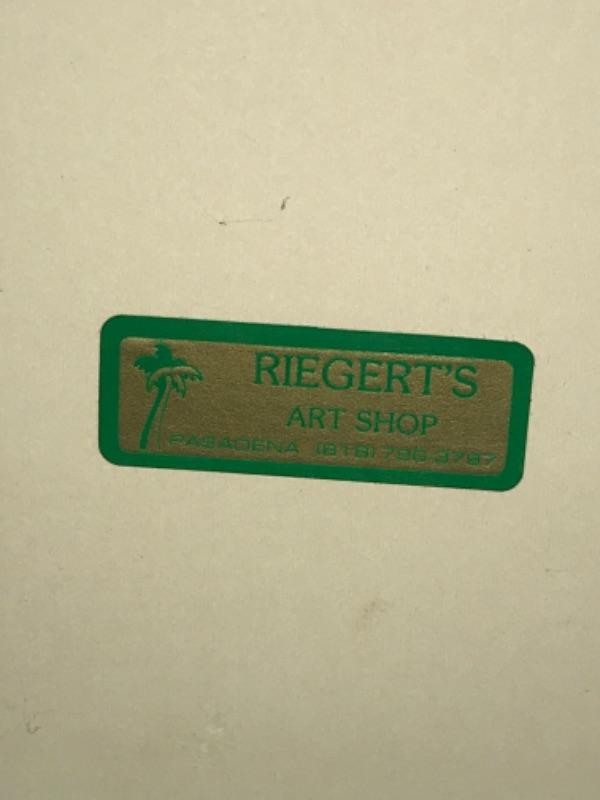 RIEGERT'S
ART SHOP
PASADENA (818) 796-3787